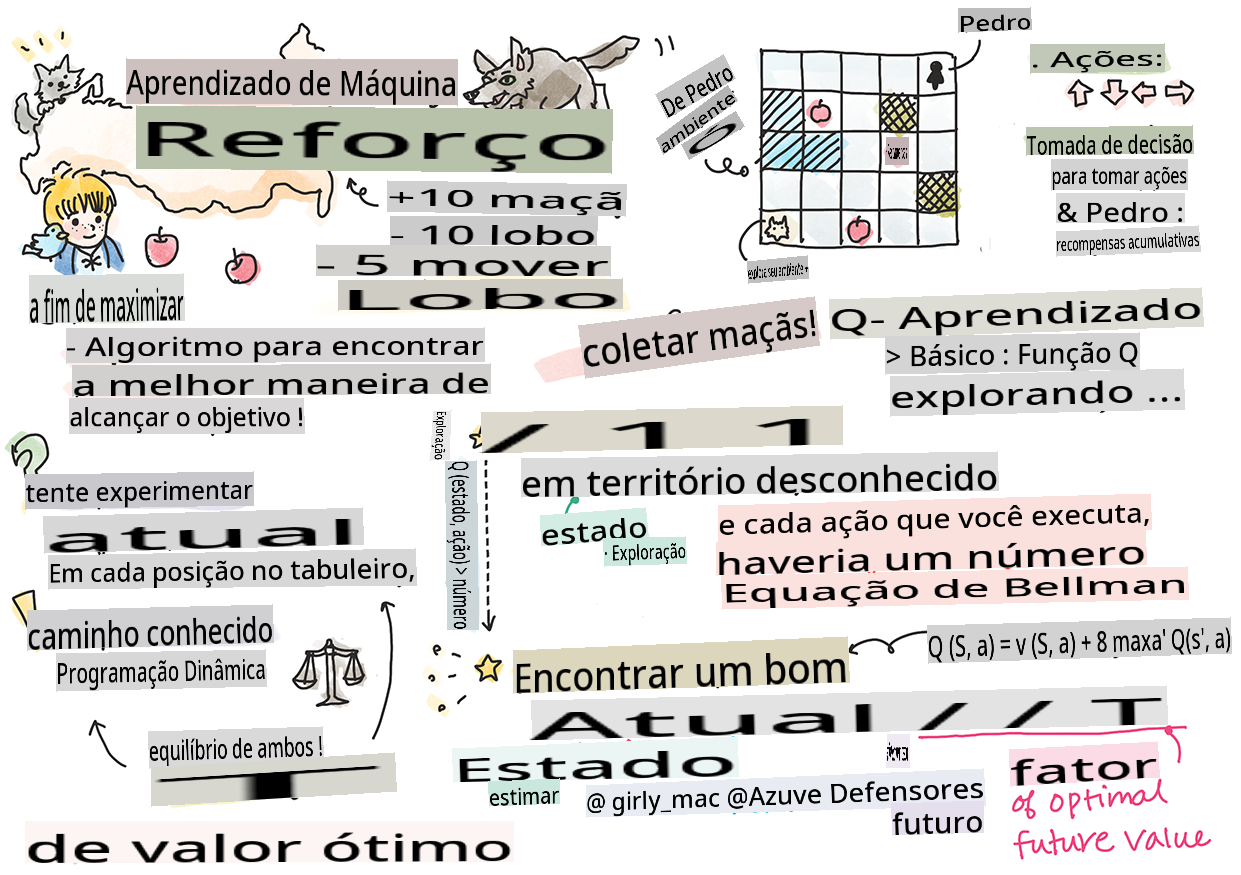 Aprendizado de Máquina
Reforço
+10 maçã
- 10 lobo
- 5 mover
Lobo
a fim de maximizar
- Algoritmo para encontrar
a melhor maneira de
alcançar o objetivo !
De Pedro
ambiente
Pedro
explora seu ambiente
. Ações:
Tomada de decisão
para tomar ações
& Pedro :
recompensas acumulativas
coletar maçãs!
Q- Aprendizado
> Básico : Função Q
explorando ...
tente experimentar
atual
Em cada posição no tabuleiro,
caminho conhecido
Programação Dinâmica
equilíbrio de ambos !
T
de valor ótimo
Exploração
Q (estado, ação) > número
/ 1 1
em território desconhecido
estado
· Exploração
e cada ação que você executa,
haveria um número
Equação de Bellman
Q (S, a) = v (S, a) + 8 maxa' Q(s', a)
Encontrar um bom
Atual / / T
Estado
estimar
@ girly_mac @Azuve Defensores
futuro
fator
of optimal
future value